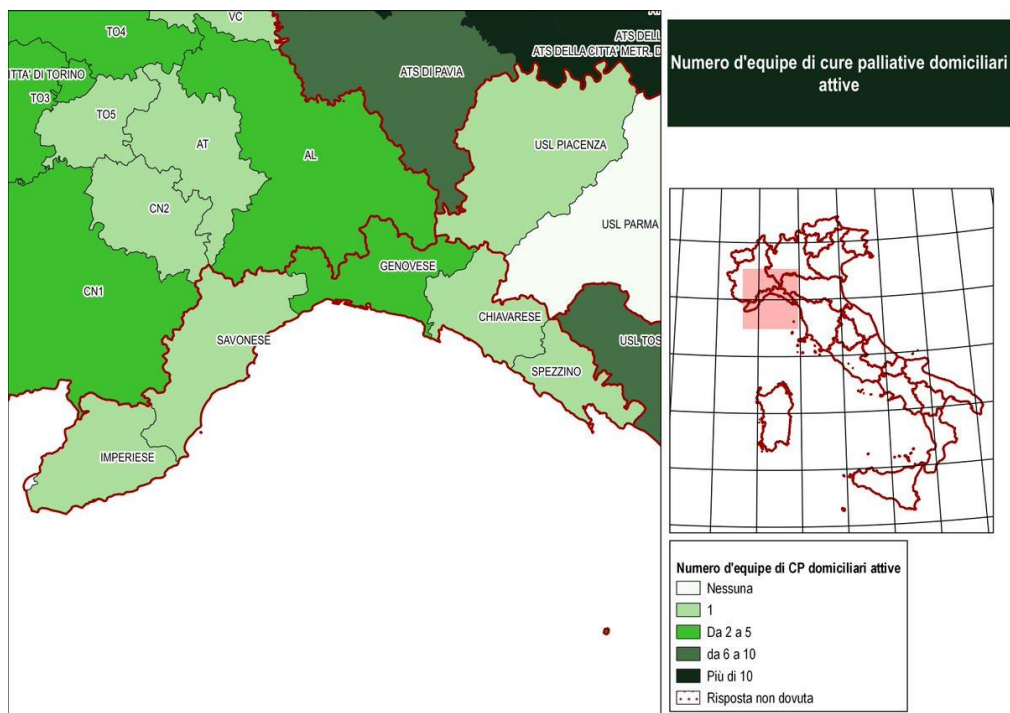 VC
TO4
ATS DELL
ATS DELLA CITTA' METR. D
ATS DI PAVIA
ITTA' DI TORINO
TO3
TO5
AT
AL
USL PIACENZA
CN2
USL PARMA
GENOVESE
CN1
CHIAVARESE
SAVONESE
USL TOS
SPEZZINO
IMPERIESE
Numero d'equipe di cure palliative domiciliari
attive
Numero d'equipe di CP domiciliari attive
Nessuna
1
Da 2 a 5
da 6 a 10
Più di 10
Risposta non dovuta